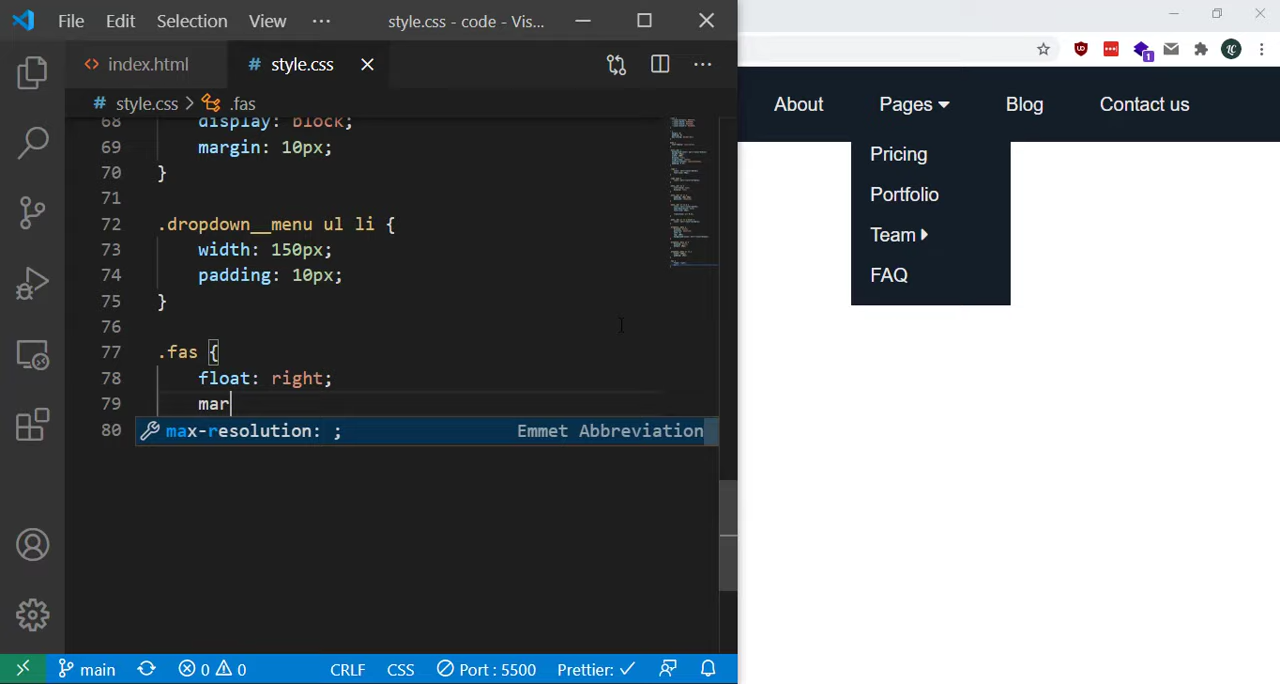 File Edit Selection View ··· style.css - code - Vis...
index.html # style.css
# style.css > .fas
About Pages Blog Contact us
Pricing
Portfolio
Team
FAQ
68 display: block;
69 margin: 10px;
70 }
71
72 .dropdown__menu ul li {
73 width: 150px;
74 padding: 10px;
75 }
76
77 .fas {
78 float: right;
79 mar
80 max-resolution: ; Emmet Abbreviation
main 0 0 CRLF CSS Port : 5500 Prettier: ✓
LC
1